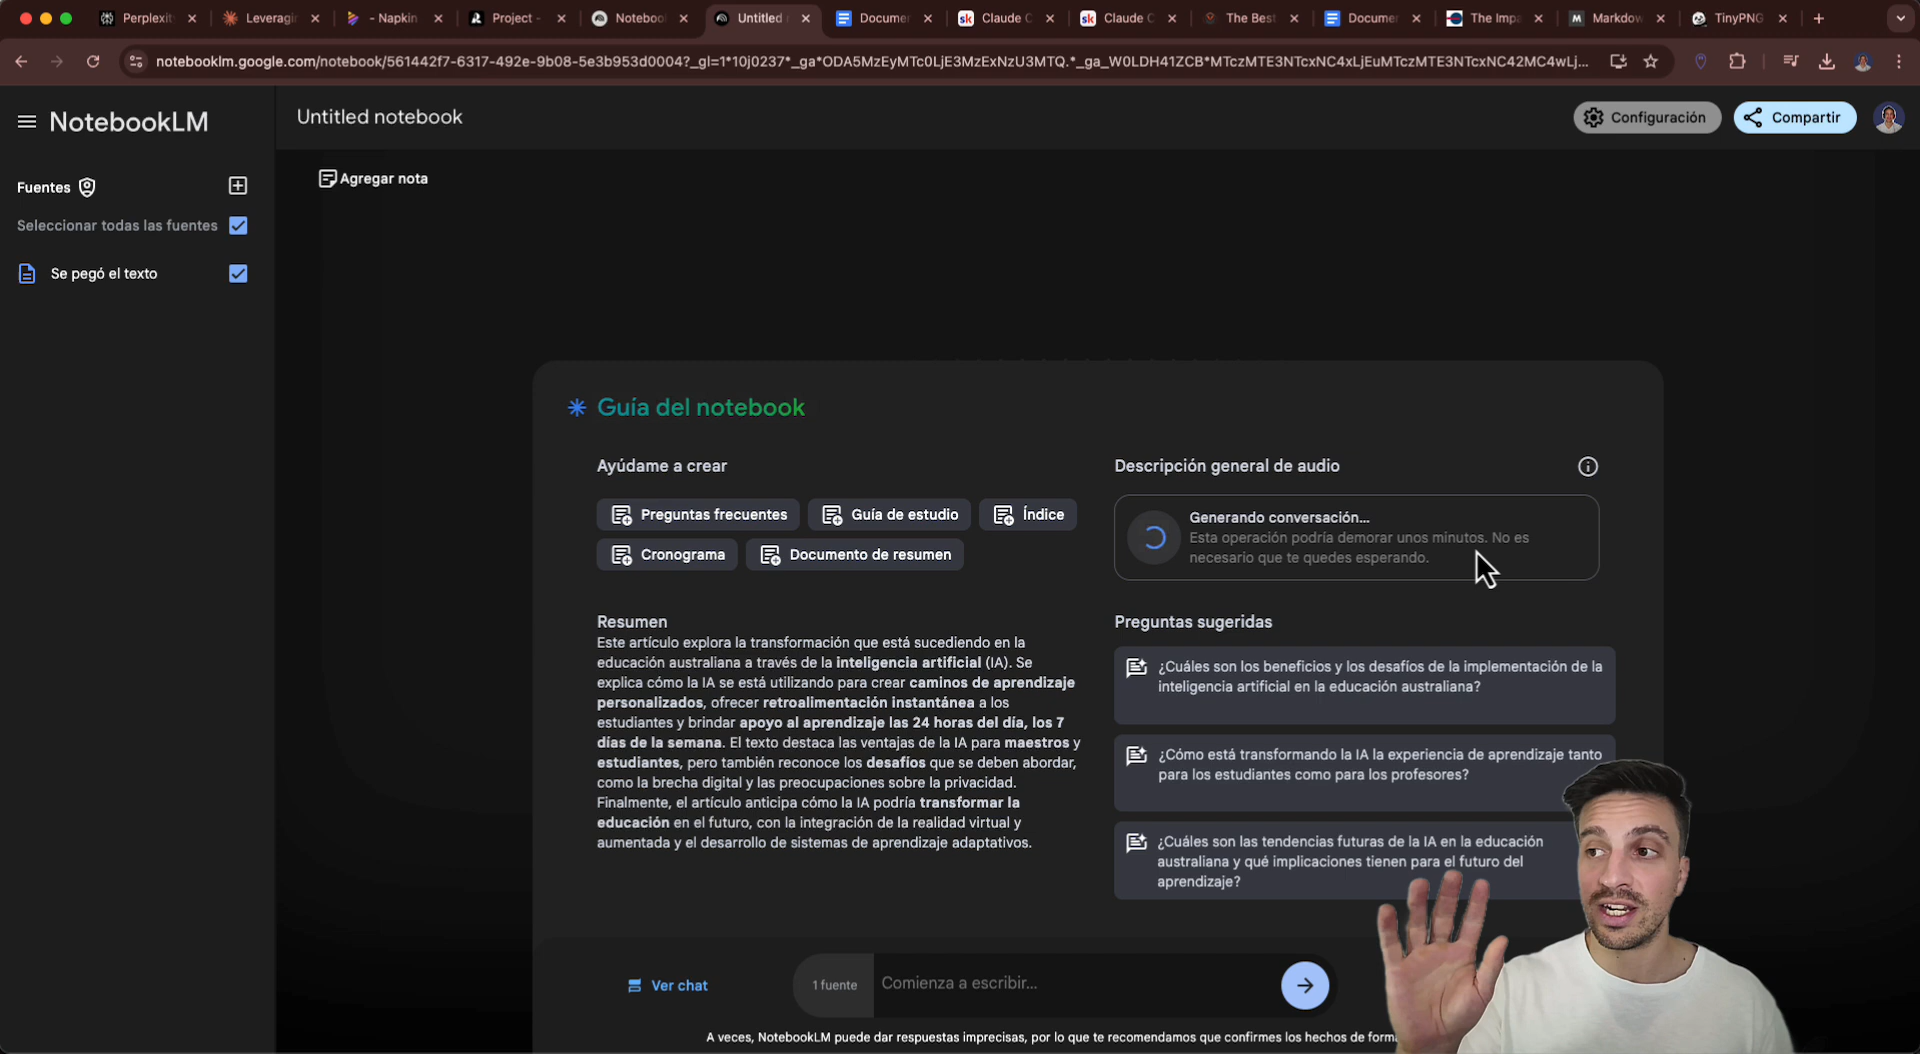 Perplexit
Leveragi
- Napkin
Project -
Noteboo
Untitled
Docume
Claude C
Claude C
The Best
Docume
The Impa
Markdow
TinyPNG
notebooklm.google.com/notebook/561442f7-6317-492e-9b08-5e3b953d0004?_gl=1*10j0237*_ga*ODA5MzEyMTc0LjE3MzExNzU3MTQ.*_ga_W0LDH41ZCB*MTczMTE3NTcxNC4xLjEuMTczMTE3NTcxNC42MC4wLj...
NotebookLM
Untitled notebook
Configuración
Compartir
Fuentes
Seleccionar todas las fuentes
Se pegó el texto
Agregar nota
Guía del notebook
Ayúdame a crear
Preguntas frecuentes
Guía de estudio
Índice
Cronograma
Documento de resumen
Descripción general de audio
Generando conversación...
Esta operación podría demorar unos minutos. No es
necesario que te quedes esperando.
Resumen
Este artículo explora la transformación que está sucediendo en la
educación australiana a través de la inteligencia artificial (IA). Se
explica cómo la IA se está utilizando para crear caminos de aprendizaje
personalizados, ofrecer retroalimentación instantánea a los
estudiantes y brindar apoyo al aprendizaje las 24 horas del día, los 7
días de la semana. El texto destaca las ventajas de la IA para maestros y
estudiantes, pero también reconoce los desafíos que se deben abordar,
como la brecha digital y las preocupaciones sobre la privacidad.
Finalmente, el artículo anticipa cómo la IA podría transformar la
educación en el futuro, con la integración de la realidad virtual y
aumentada y el desarrollo de sistemas de aprendizaje adaptativos.
Preguntas sugeridas
¿Cuáles son los beneficios y los desafíos de la implementación de la
inteligencia artificial en la educación australiana?
¿Cómo está transformando la IA la experiencia de aprendizaje tanto
para los estudiantes como para los profesores?
¿Cuáles son las tendencias futuras de la IA en la educación
australiana y qué implicaciones tienen para el futuro del
aprendizaje?
Ver chat
1 fuente
Comienza a escribir...
A veces, NotebookLM puede dar respuestas imprecisas, por lo que te recomendamos que confirmes los hechos de form